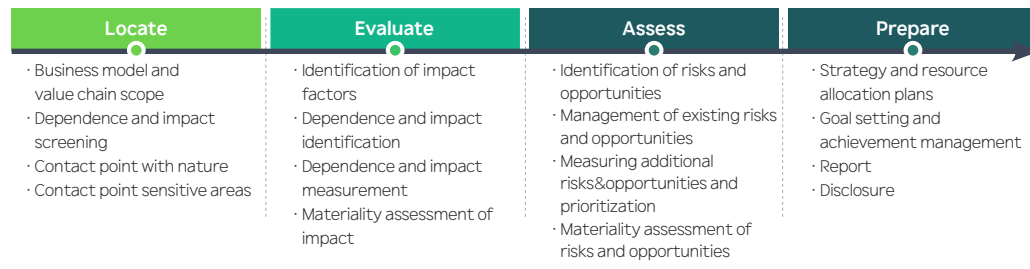 Locate
· Business model and
value chain scope
· Dependence and impact
screening
· Contact point with nature
· Contact point sensitive areas
Evaluate
· Identification of impact
factors
· Dependence and impact
identification
· Dependence and impact
measurement
· Materiality assessment of
impact
Assess
· Identification of risks and
opportunities
· Management of existing risks
and opportunities
· Measuring additional
risks&opportunities and
prioritization
· Materiality assessment of
risks and opportunities
Prepare
· Strategy and resource
allocation plans
· Goal setting and
achievement management
· Report
· Disclosure